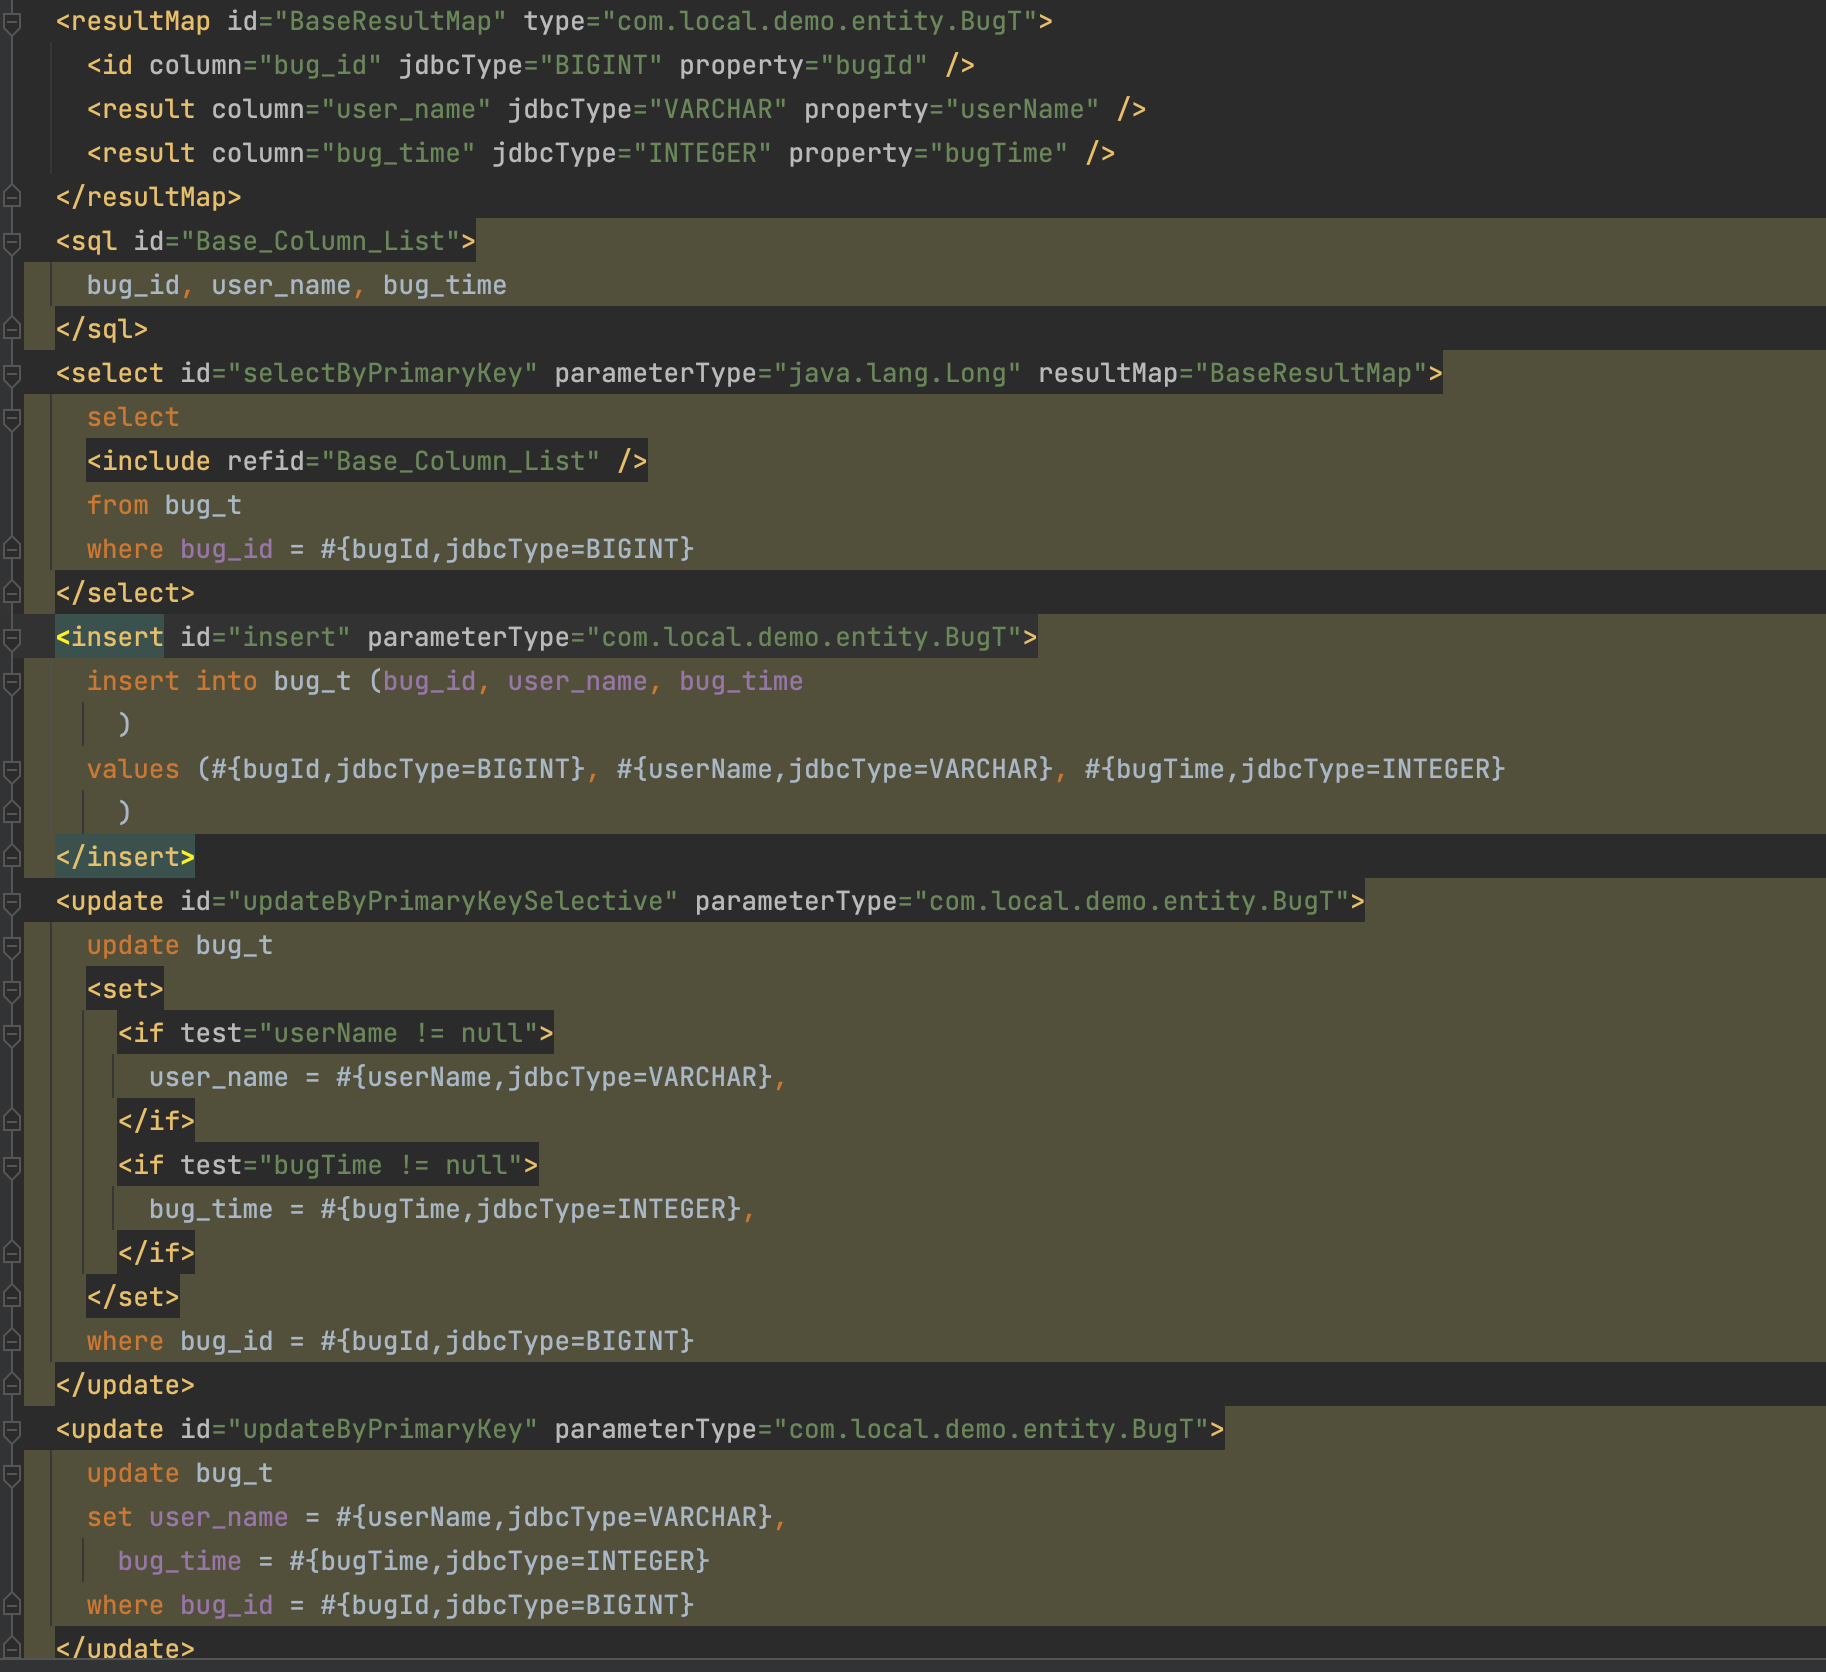 <resultMap id="BaseResultMap" type="com.local.demo.entity.BugT">
<id column="bug_id" jdbcType="BIGINT" property="bugId" />
<result column="user_name" jdbcType="VARCHAR" property="userName" />
<result column="bug_time" jdbcType="INTEGER" property="bugTime" />
</resultMap>
<sql id="Base_Column_List">
bug_id, user_name, bug_time
</sql>
<select id="selectByPrimaryKey" parameterType="java.lang.Long" resultMap="BaseResultMap">
select
<include refid="Base_Column_List" />
from bug_t
where bug_id = #{bugId,jdbcType=BIGINT}
</select>
<insert id="insert" parameterType="com.local.demo.entity.BugT">
insert into bug_t (bug_id, user_name, bug_time
)
values (#{bugId,jdbcType=BIGINT}, #{userName,jdbcType=VARCHAR}, #{bugTime,jdbcType=INTEGER}
)
</insert>
<update id="updateByPrimaryKeySelective" parameterType="com.local.demo.entity.BugT">
update bug_t
<set>
<if test="userName != null">
user_name = #{userName,jdbcType=VARCHAR},
</if>
<if test="bugTime != null">
bug_time = #{bugTime,jdbcType=INTEGER},
</if>
</set>
where bug_id = #{bugId,jdbcType=BIGINT}
</update>
<update id="updateByPrimaryKey" parameterType="com.local.demo.entity.BugT">
update bug_t
set user_name = #{userName,jdbcType=VARCHAR},
bug_time = #{bugTime,jdbcType=INTEGER}
where bug_id = #{bugId,jdbcType=BIGINT}
</update>